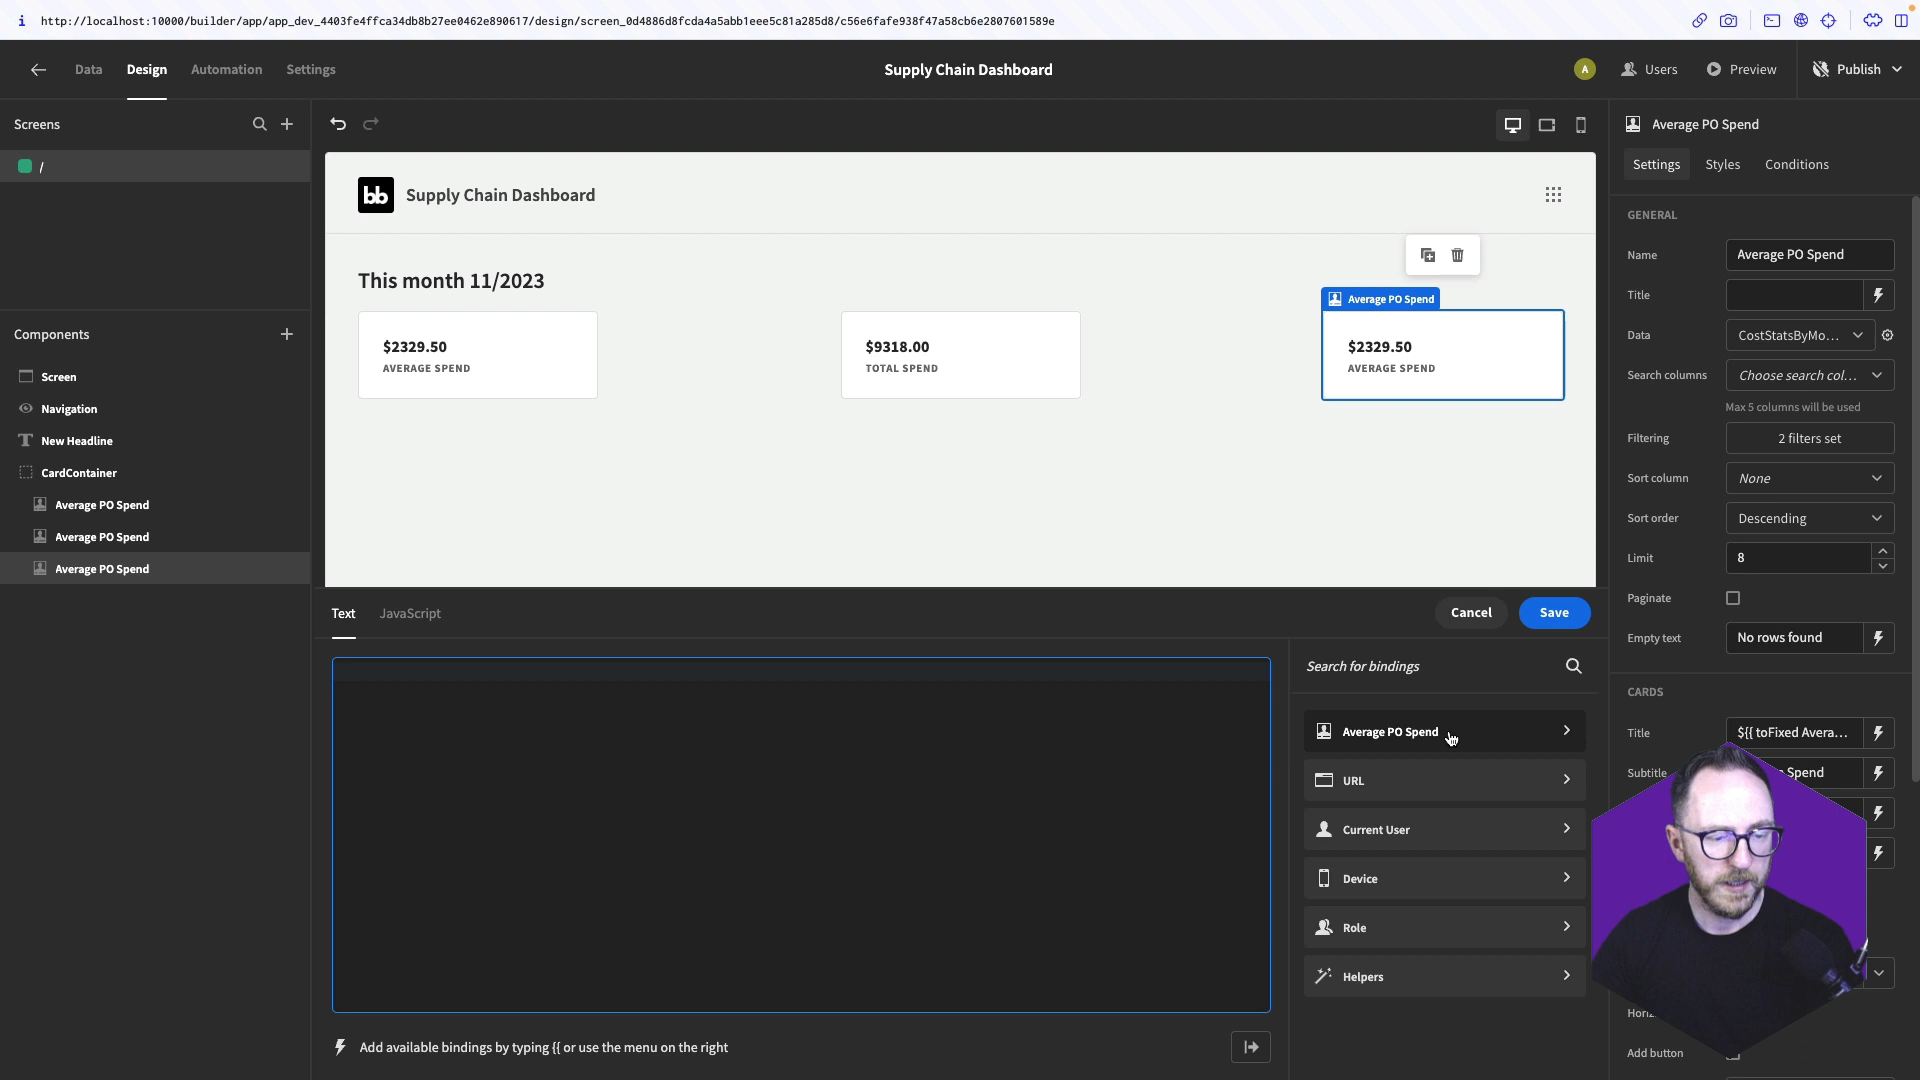 i http://localhost:10000/builder/app/app_dev_4403fe4ffca34db8b27ee0462e890617/design/screen_0d4886d8fcda4a5abb1eee5c81a285d8/c56e6fafe938f47a58cb6e2807601589e
Data Design Automation Settings
Supply Chain Dashboard
A Users Preview Publish
Screens
/
Components
Screen
Navigation
New Headline
CardContainer
Average PO Spend
Average PO Spend
Average PO Spend
bb Supply Chain Dashboard
This month 11/2023
$2329.50
AVERAGE SPEND
$9318.00
TOTAL SPEND
Average PO Spend
$2329.50
AVERAGE SPEND
Text JavaScript
Cancel Save
Add available bindings by typing {{ or use the menu on the right
Search for bindings
Average PO Spend
URL
Current User
Device
Role
Helpers
Average PO Spend
Settings Styles Conditions
GENERAL
Name Average PO Spend
Title
Data CostStatsByMo...
Search columns Choose search col...
Max 5 columns will be used
Filtering 2 filters set
Sort column None
Sort order Descending
Limit 8
Paginate
Empty text No rows found
CARDS
Title ${{ toFixed Avera...
Subtitle Spend
Add button